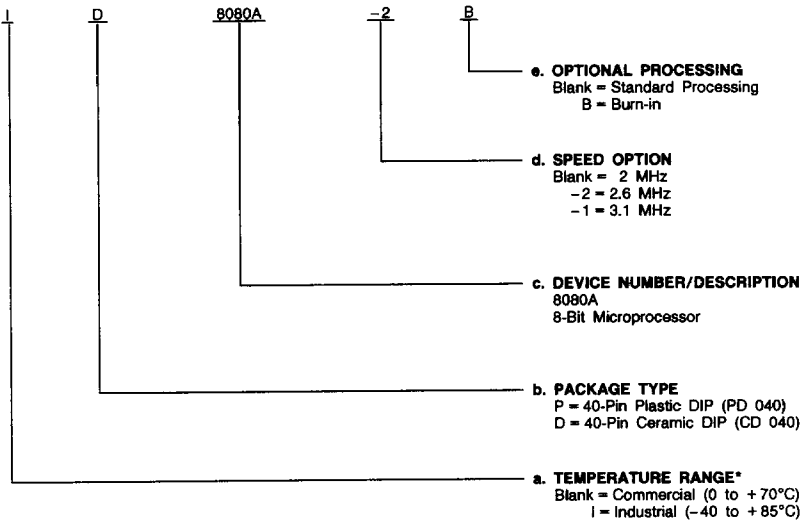 I D 8080A -2 B
e. OPTIONAL PROCESSING
Blank = Standard Processing
B = Burn-in
d. SPEED OPTION
Blank = 2 MHz
-2 = 2.6 MHz
-1 = 3.1 MHz
c. DEVICE NUMBER/DESCRIPTION
8080A
8-Bit Microprocessor
b. PACKAGE TYPE
P = 40-Pin Plastic DIP (PD 040)
D = 40-Pin Ceramic DIP (CD 040)
a. TEMPERATURE RANGE*
Blank = Commercial (0 to +70°C)
I = Industrial (-40 to +85°C)